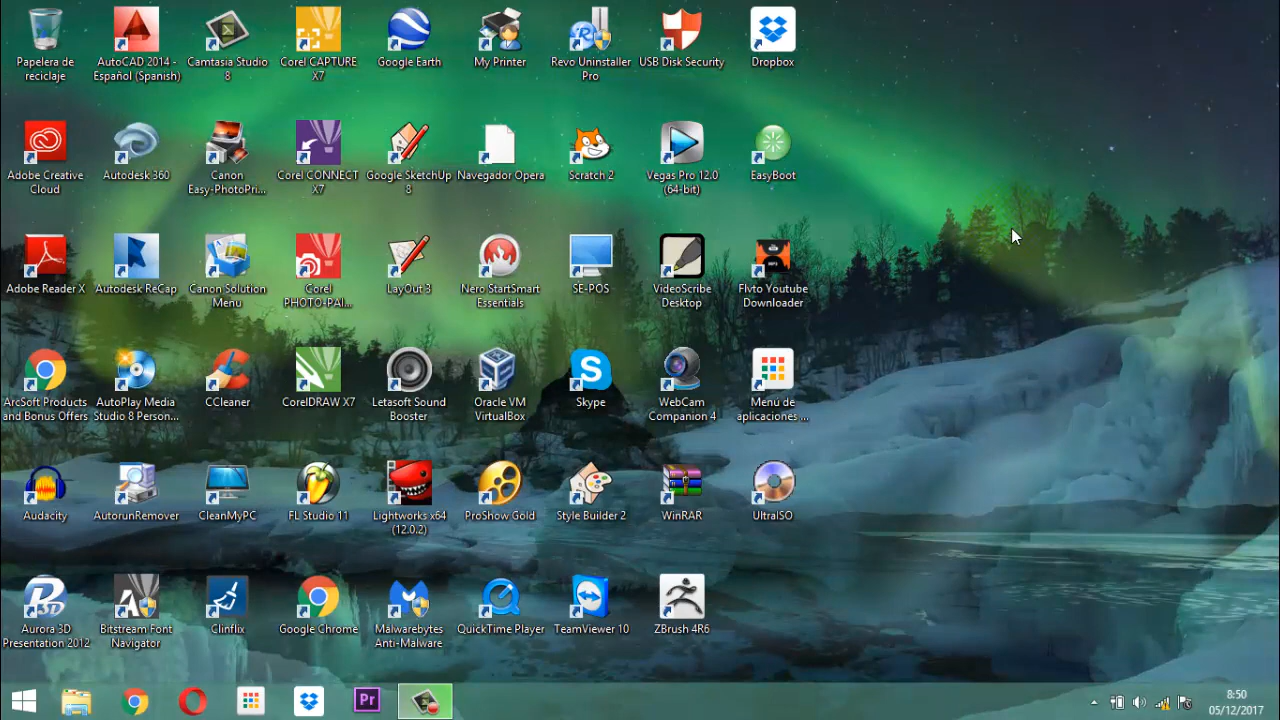 Papelera de
reciclaje
AutoCAD 2014 -
Español (Spanish)
Camtasia Studio
8
Corel CAPTURE
X7
Google Earth
My Printer
Revo Uninstaller
Pro
USB Disk Security
Dropbox
Adobe Creative
Cloud
Autodesk 360
Canon
Easy-PhotoPri...
Corel CONNECT
X7
Google SketchUp
8
Navegador Opera
Scratch 2
Vegas Pro 12.0
(64-bit)
EasyBoot
Adobe Reader X
Autodesk ReCap
Canon Solution
Menu
Corel
PHOTO-PAI...
LayOut 3
Nero StartSmart
Essentials
SE-POS
VideoScribe
Desktop
Flvto Youtube
Downloader
ArcSoft Products
and Bonus Offers
AutoPlay Media
Studio 8 Person...
CCleaner
CorelDRAW X7
Letasoft Sound
Booster
Oracle VM
VirtualBox
Skype
WebCam
Companion 4
Menú de
aplicaciones ...
Audacity
AutorunRemover
CleanMyPC
FL Studio 11
Lightworks x64
(12.0.2)
ProShow Gold
Style Builder 2
WinRAR
UltraISO
Aurora 3D
Presentation 2012
Bitstream Font
Navigator
Clinflix
Google Chrome
Malwarebytes
Anti-Malware
QuickTime Player
TeamViewer 10
ZBrush 4R6
Pr
8:50
05/12/2017